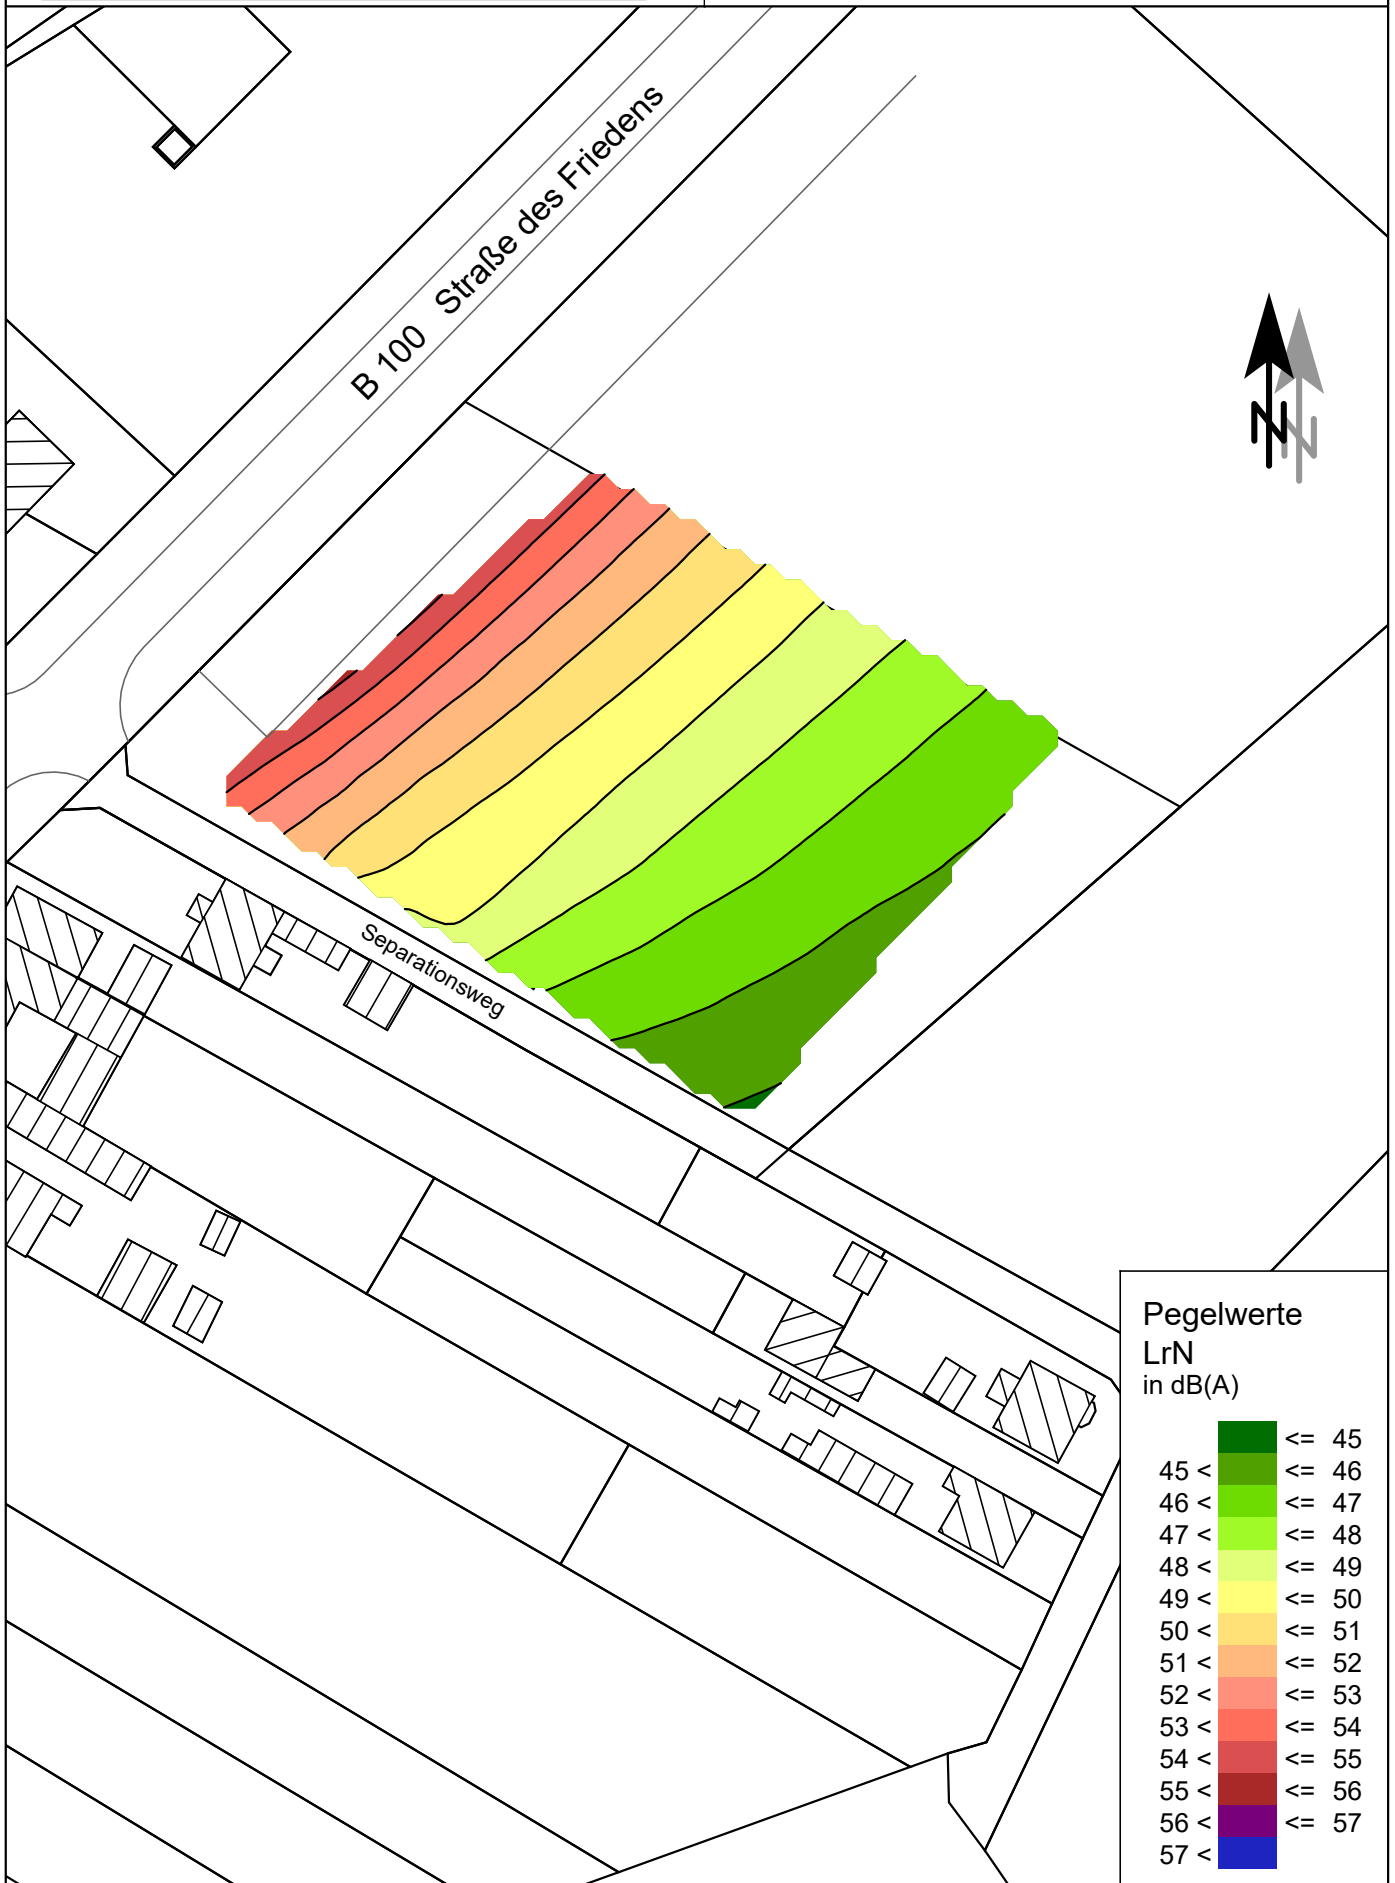 B 100 Straße des Friedens
N
N
Separationsweg
Pegelwerte
LrN
in dB(A)
<= 45
45 < <= 46
46 < <= 47
47 < <= 48
48 < <= 49
49 < <= 50
50 < <= 51
51 < <= 52
52 < <= 53
53 < <= 54
54 < <= 55
55 < <= 56
56 < <= 57
57 <